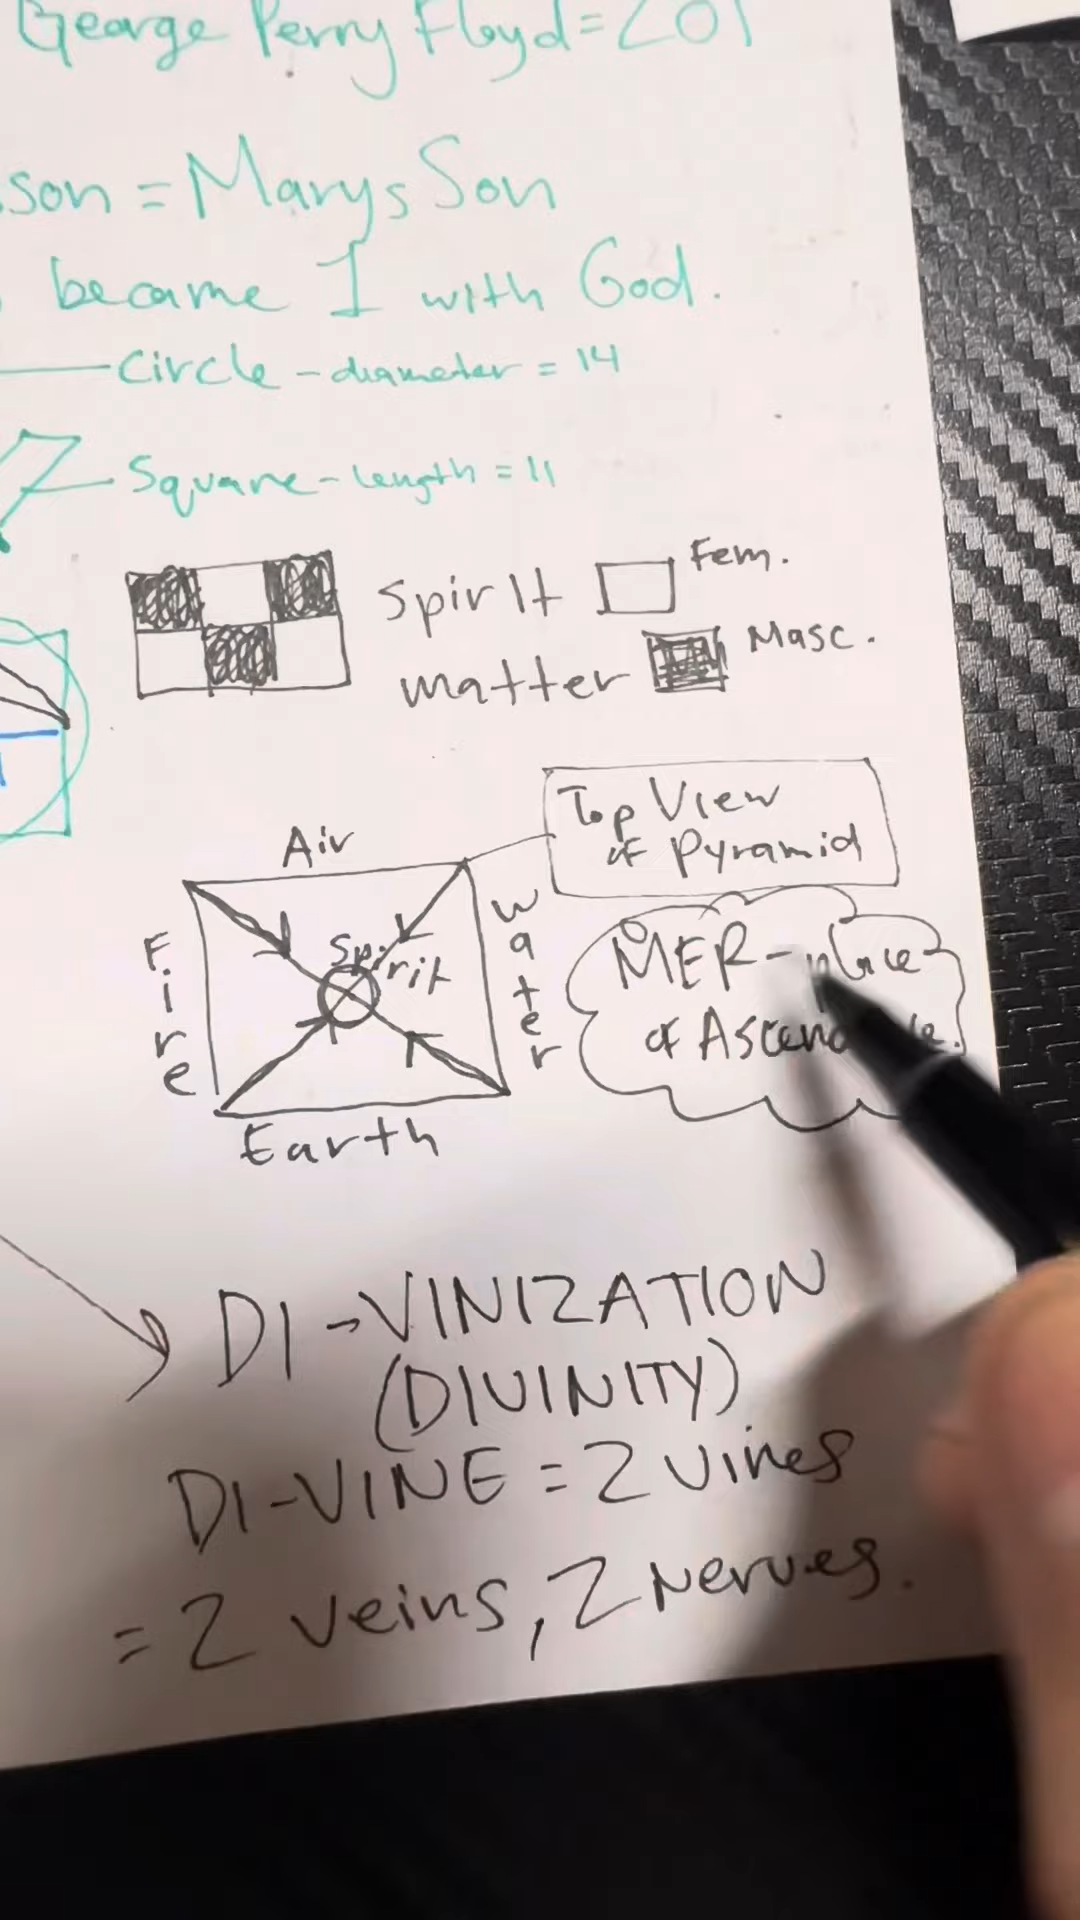 George Perry Floyd = 201
son = Marys Son
became I with God.
Circle - diameter = 14
Square - length = 11
Spirit Fem.
matter Masc.
Top View
of Pyramid
Air
Fire
Spirit
Water
Earth
MER - place
of
DI-VINIZATION
(DIVINITY)
DI-VINE = 2 vines
= 2 veins, 2 Nerves.